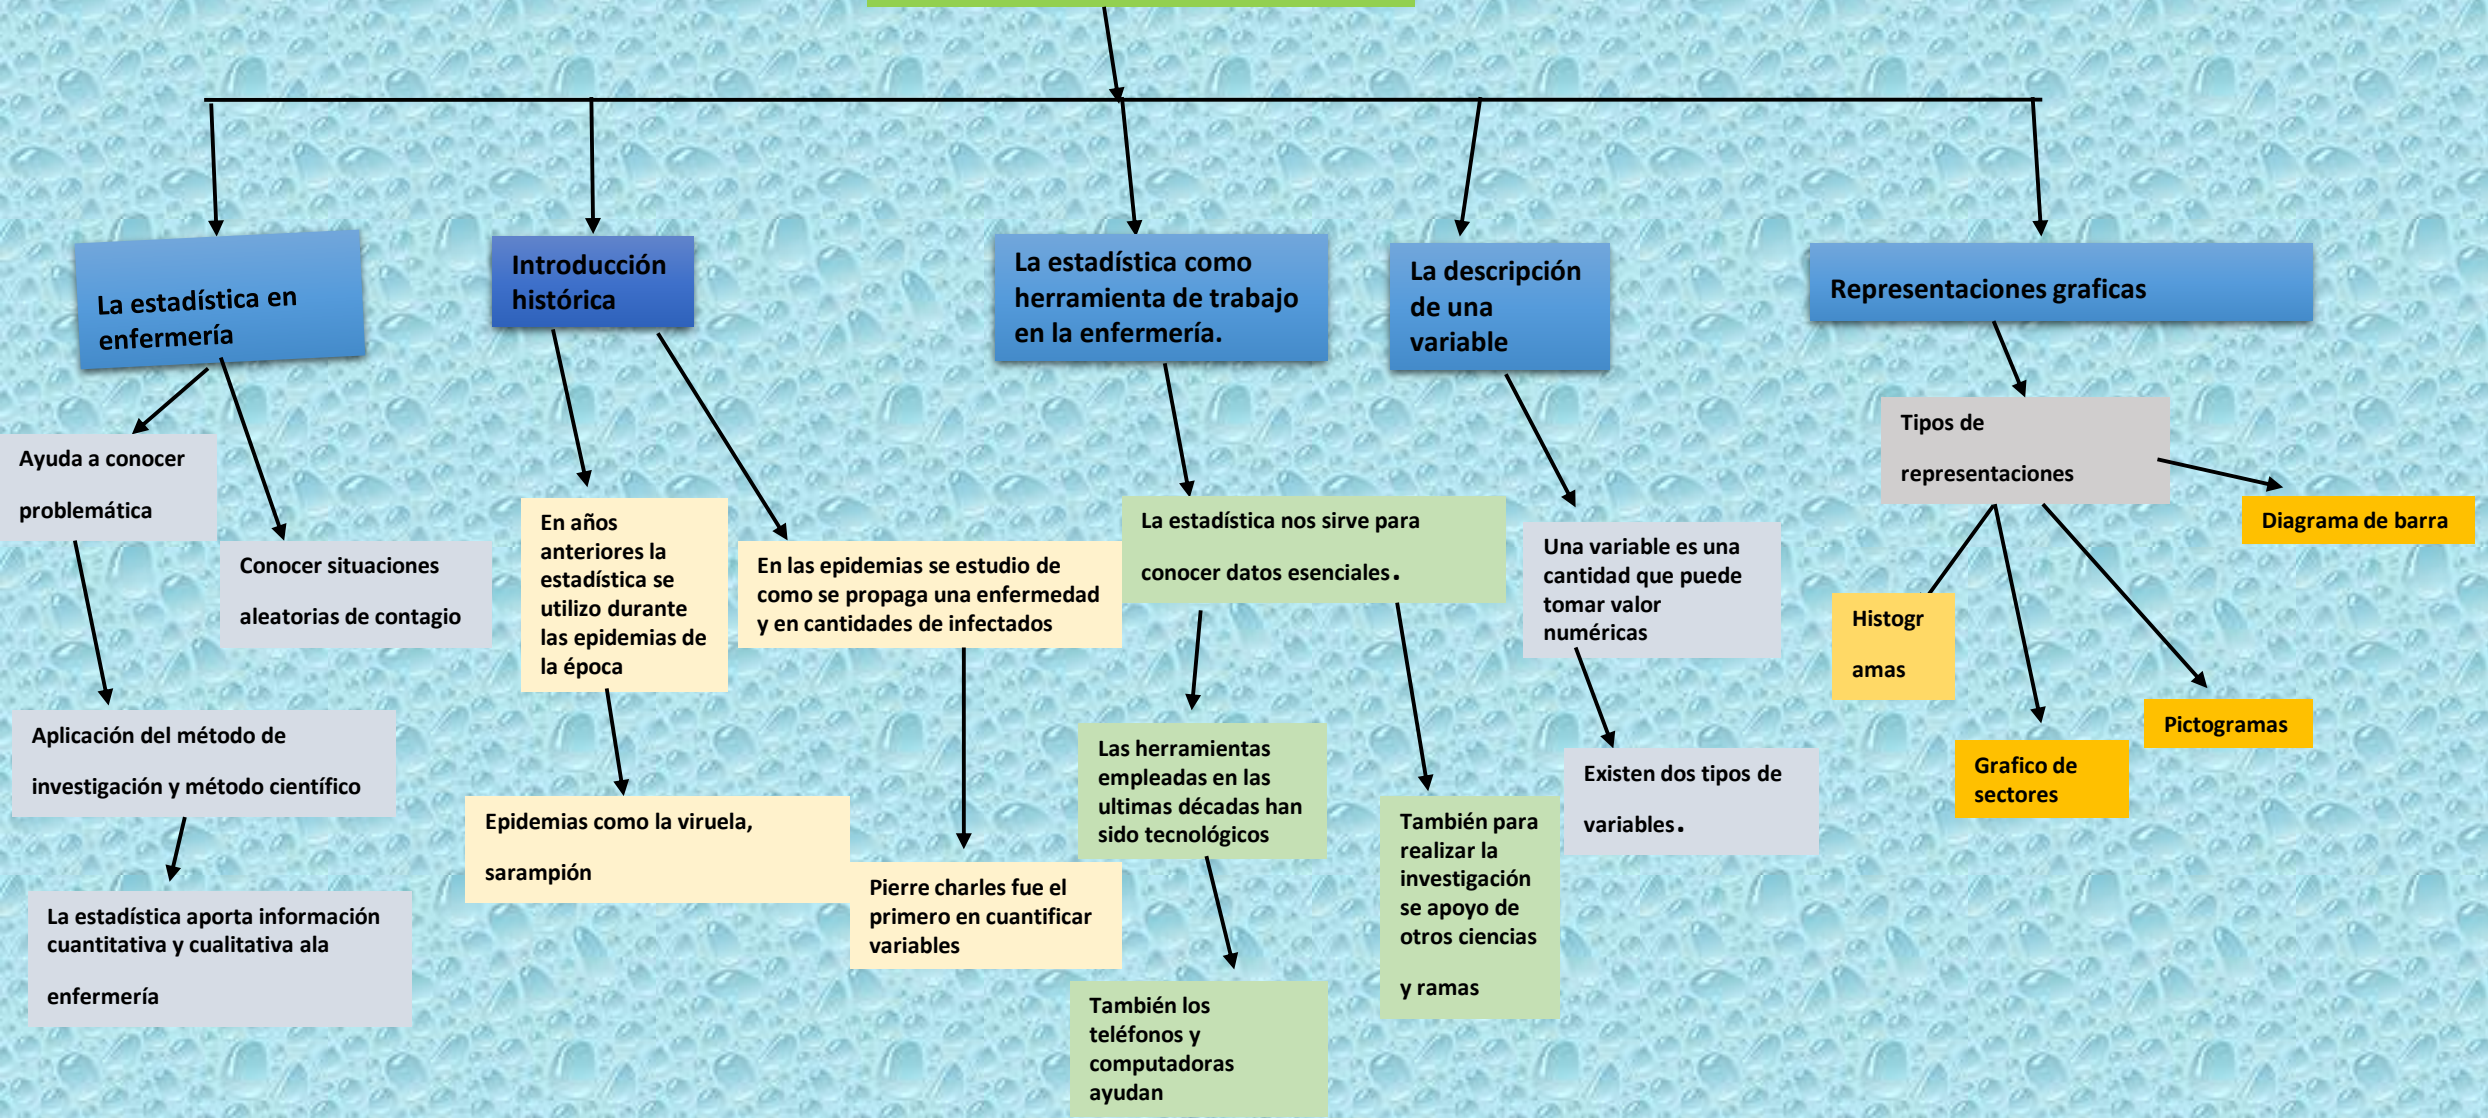 La estadística en
enfermería
Introducción
histórica
La estadística como
herramienta de trabajo
en la enfermería.
La descripción
de una
variable
Representaciones graficas
Ayuda a conocer
problemática
Conocer situaciones
aleatorias de contagio
Aplicación del método de
investigación y método científico
La estadística aporta información
cuantitativa y cualitativa ala
enfermería
En años
anteriores la
estadística se
utilizo durante
las epidemias de
la época
En las epidemias se estudio de
como se propaga una enfermedad
y en cantidades de infectados
Epidemias como la viruela,
sarampión
Pierre charles fue el
primero en cuantificar
variables
La estadística nos sirve para
conocer datos esenciales.
Las herramientas
empleadas en las
ultimas décadas han
sido tecnológicos
También los
teléfonos y
computadoras
ayudan
También para
realizar la
investigación
se apoyo de
otros ciencias
y ramas
Una variable es una
cantidad que puede
tomar valor
numéricas
Existen dos tipos de
variables.
Tipos de
representaciones
Diagrama de barra
Histogr
amas
Pictogramas
Grafico de
sectores